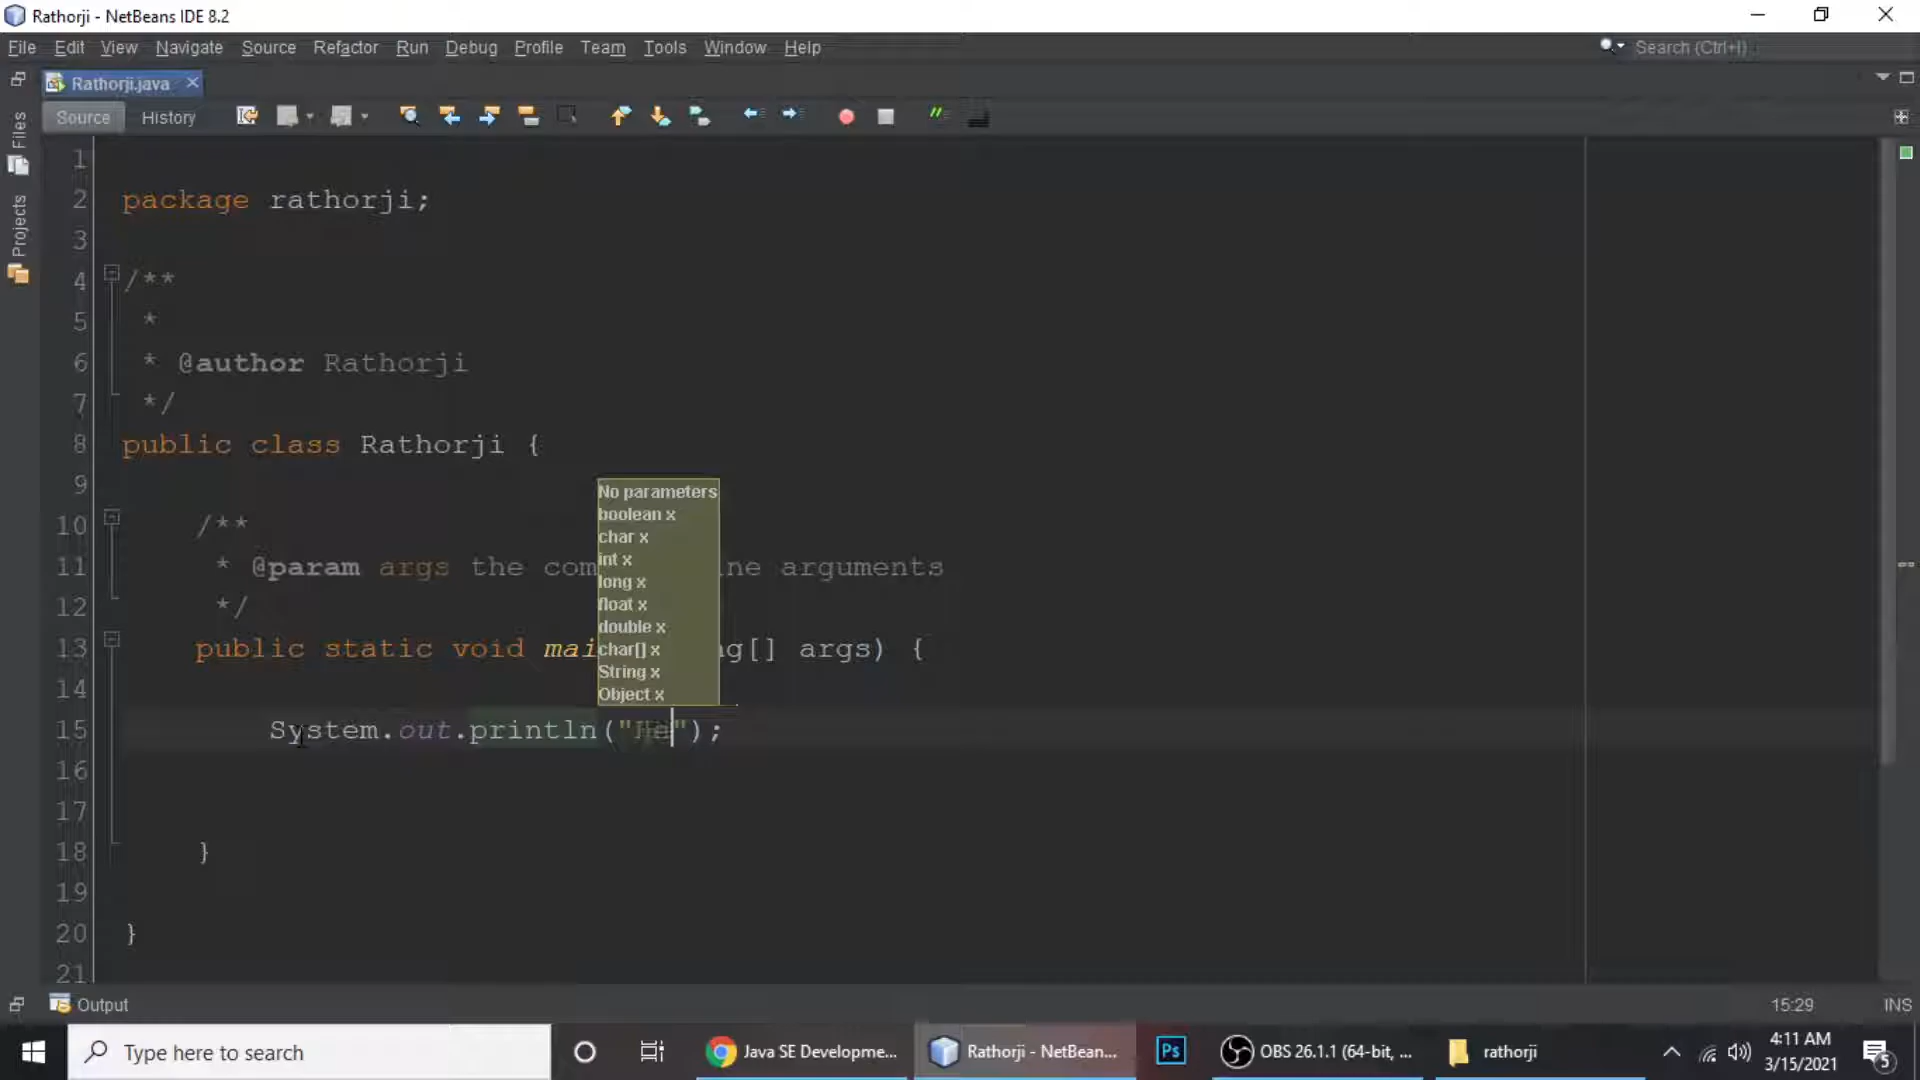 Rathorji - NetBeans IDE 8.2
File Edit View Navigate Source Refactor Run Debug Profile Team Tools Window Help Search (Ctrl+I)
Rathorji.java
Source History
Files
Projects
1
2 package rathorji;
3
4 /**
5 *
6 * @author Rathorji
7 */
8 public class Rathorji {
9
No parameters
boolean x
char x
int x
long x
float x
double x
char[] x
String x
Object x
10 /**
11 * @param args the com ne arguments
12 */
13 public static void mai g[] args) {
14
15 System.out.println("He");
16
17
18 }
19
20 }
21
Output 15:29 INS
Type here to search Java SE Developme... Rathorji - NetBean... Ps OBS 26.1.1 (64-bit, ... rathorji 4:11 AM
3/15/2021 5